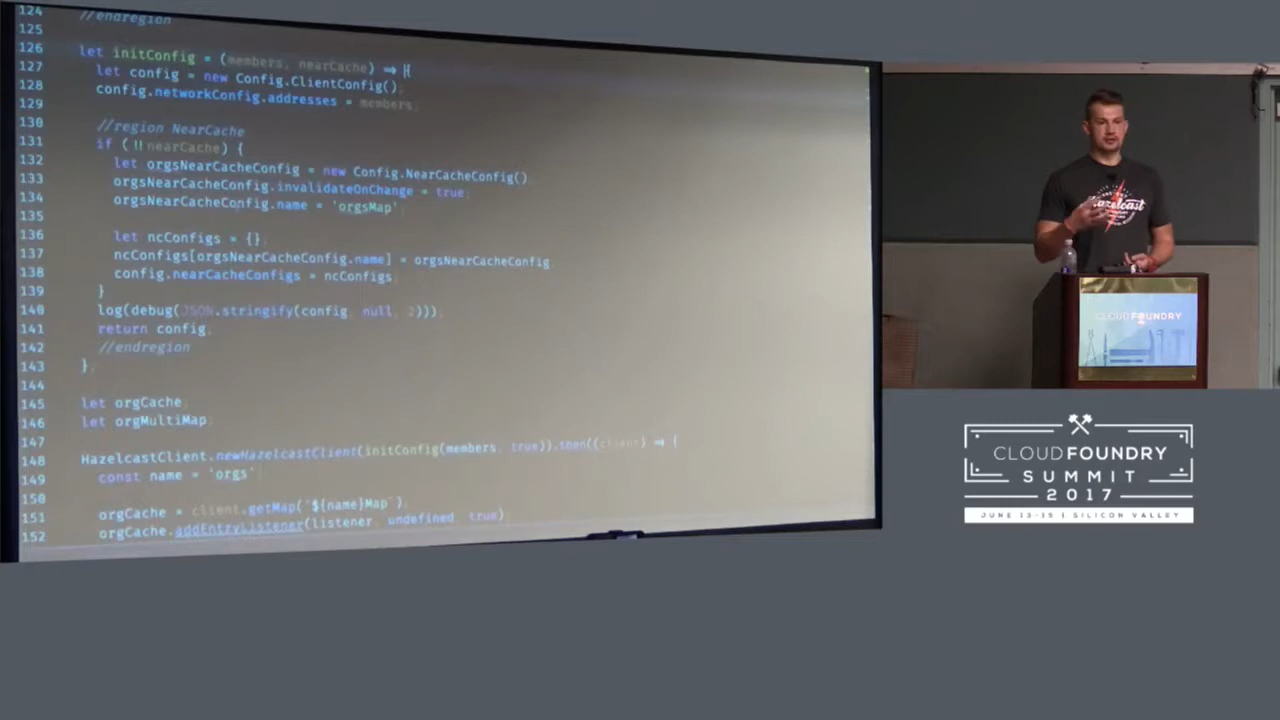 124 //endregion
125
126 let initConfig = (members, nearCache) => {
127 let config = new Config.ClientConfig();
128 config.networkConfig.addresses = members;
129
130 //region NearCache
131 if (!!nearCache) {
132 let orgsNearCacheConfig = new Config.NearCacheConfig();
133 orgsNearCacheConfig.invalidateOnChange = true;
134 orgsNearCacheConfig.name = 'orgsMap';
135
136 let ncConfigs = {};
137 ncConfigs[orgsNearCacheConfig.name] = orgsNearCacheConfig;
138 config.nearCacheConfigs = ncConfigs;
139 }
140 log(debug(JSON.stringify(config, null, 2)));
141 return config;
142 //endregion
143 };
144
145 let orgCache;
146 let orgMultiMap;
147
148 HazelcastClient.newHazelcastClient(initConfig(members, true)).then((client) => {
149 const name = 'orgs';
150
151 orgCache = client.getMap(`${name}Map`);
152 orgCache.addEntryListener(listener, undefined, true)
hazelcast
CLOUD FOUNDRY
CLOUD FOUNDRY
SUMMIT
2017
JUNE 13-15 | SILICON VALLEY